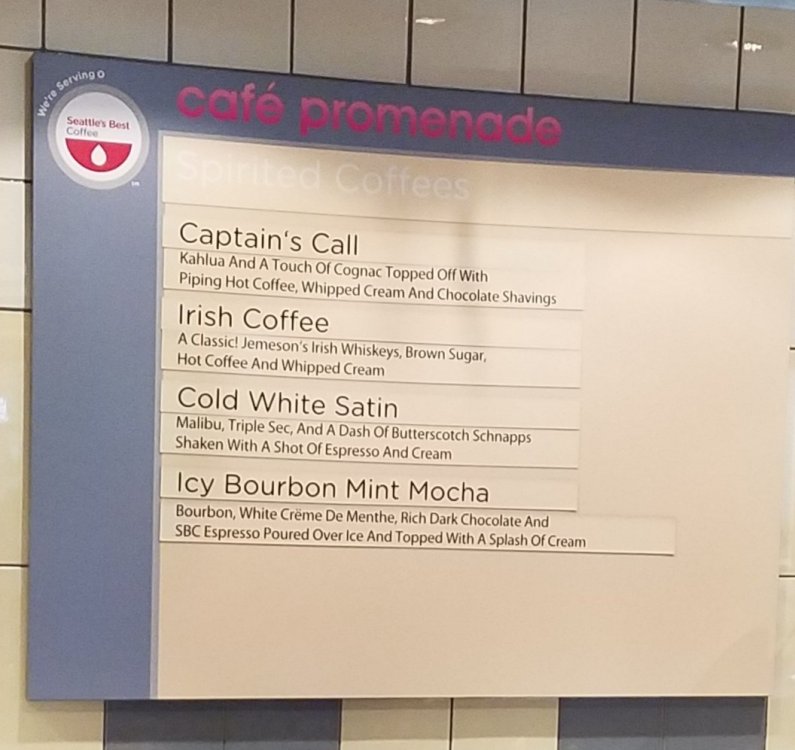 We're Serving
Seattle's Best
Coffee
café promenade
Spirited Coffees
Captain's Call
Kahlua And A Touch Of Cognac Topped Off With
Piping Hot Coffee, Whipped Cream And Chocolate Shavings
Irish Coffee
A Classic! Jemeson's Irish Whiskeys, Brown Sugar,
Hot Coffee And Whipped Cream
Cold White Satin
Malibu, Triple Sec, And A Dash Of Butterscotch Schnapps
Shaken With A Shot Of Espresso And Cream
Icy Bourbon Mint Mocha
Bourbon, White Crëme De Menthe, Rich Dark Chocolate And
SBC Espresso Poured Over Ice And Topped With A Splash Of Cream